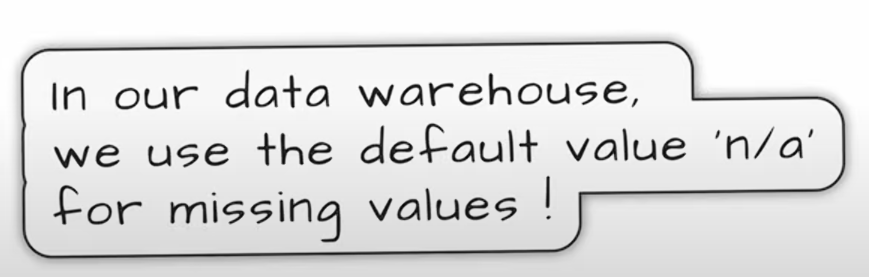 In our data warehouse,
we use the default value 'n/a'
for missing values !